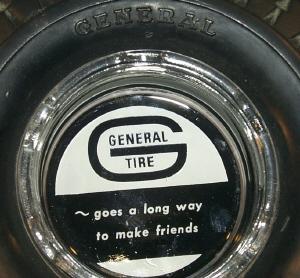 GENERAL
GENERAL
TIRE
~ goes a long way
to make friends